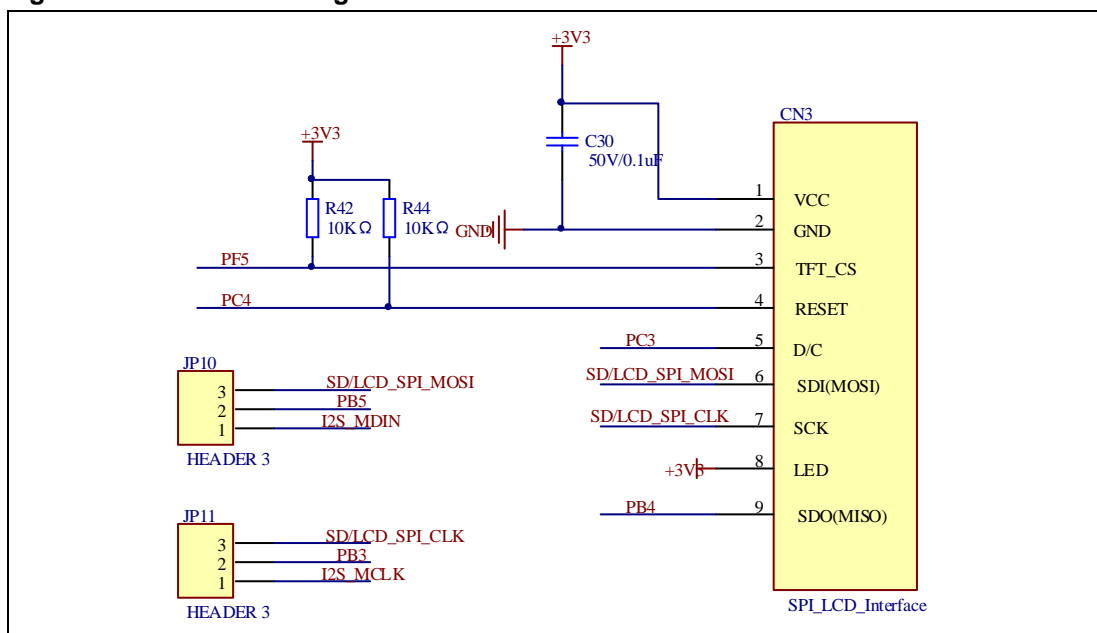 +3V3
CN3
+3V3
C30
50V/0.1uF
R42
10KΩ
R44
10KΩ
GND
1 VCC
2 GND
PF5 3 TFT_CS
PC4 4 RESET
PC3 5 D/C
SD/LCD_SPI_MOSI 6 SDI(MOSI)
SD/LCD_SPI_CLK 7 SCK
+3V3 8 LED
PB4 9 SDO(MISO)
SPI_LCD_Interface
JP10
3 SD/LCD_SPI_MOSI
2 PB5
1 I2S_MDIN
HEADER 3
JP11
3 SD/LCD_SPI_CLK
2 PB3
1 I2S_MCLK
HEADER 3